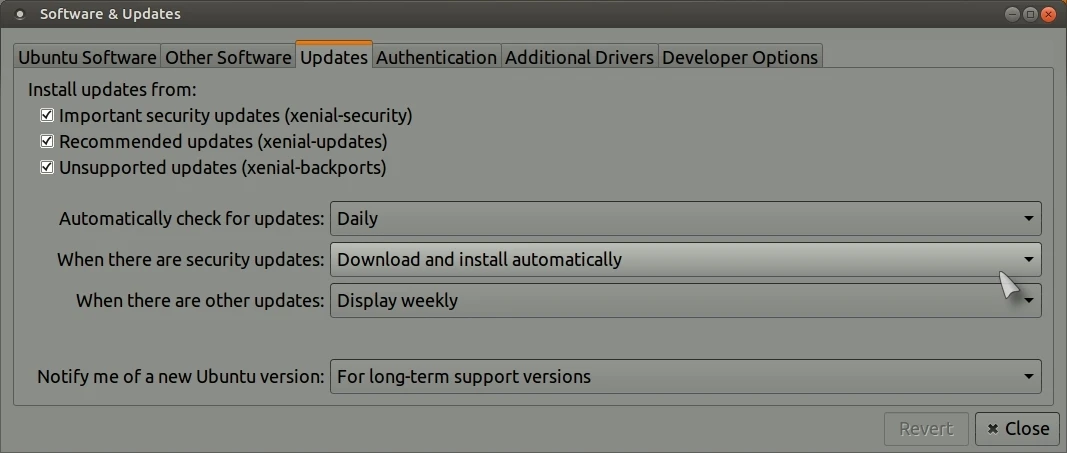 Software & Updates
Ubuntu Software Other Software Updates Authentication Additional Drivers Developer Options
Install updates from:
Important security updates (xenial-security)
Recommended updates (xenial-updates)
Unsupported updates (xenial-backports)
Automatically check for updates: Daily
When there are security updates: Download and install automatically
When there are other updates: Display weekly
Notify me of a new Ubuntu version: For long-term support versions
Revert Close